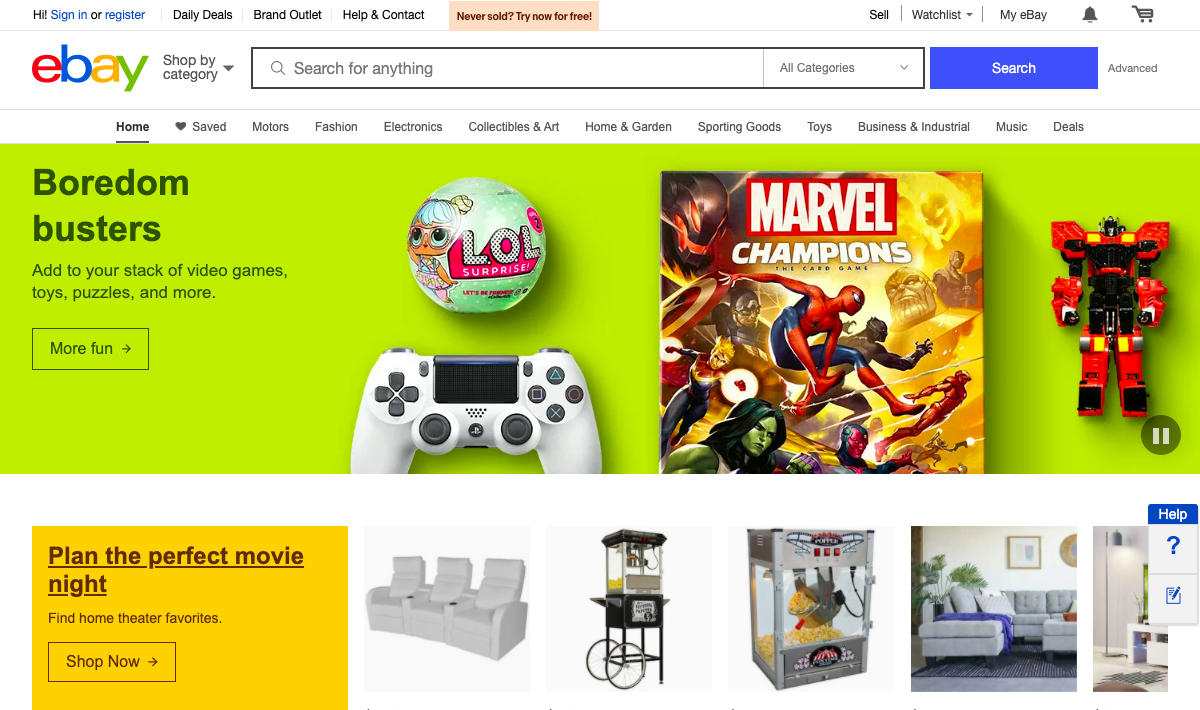 Hi! Sign in or register
Daily Deals
Brand Outlet
Help & Contact
Never sold? Try now for free!
Sell
Watchlist
My eBay
ebay
Shop by
category
Search for anything
All Categories
Search
Advanced
Home
Saved
Motors
Fashion
Electronics
Collectibles & Art
Home & Garden
Sporting Goods
Toys
Business & Industrial
Music
Deals
Boredom
busters
Add to your stack of video games,
toys, puzzles, and more.
More fun
L.O.L
SURPRISE!
MARVEL
CHAMPIONS
THE CARD GAME
Help
?
Plan the perfect movie
night
Find home theater favorites.
Shop Now
POPPER